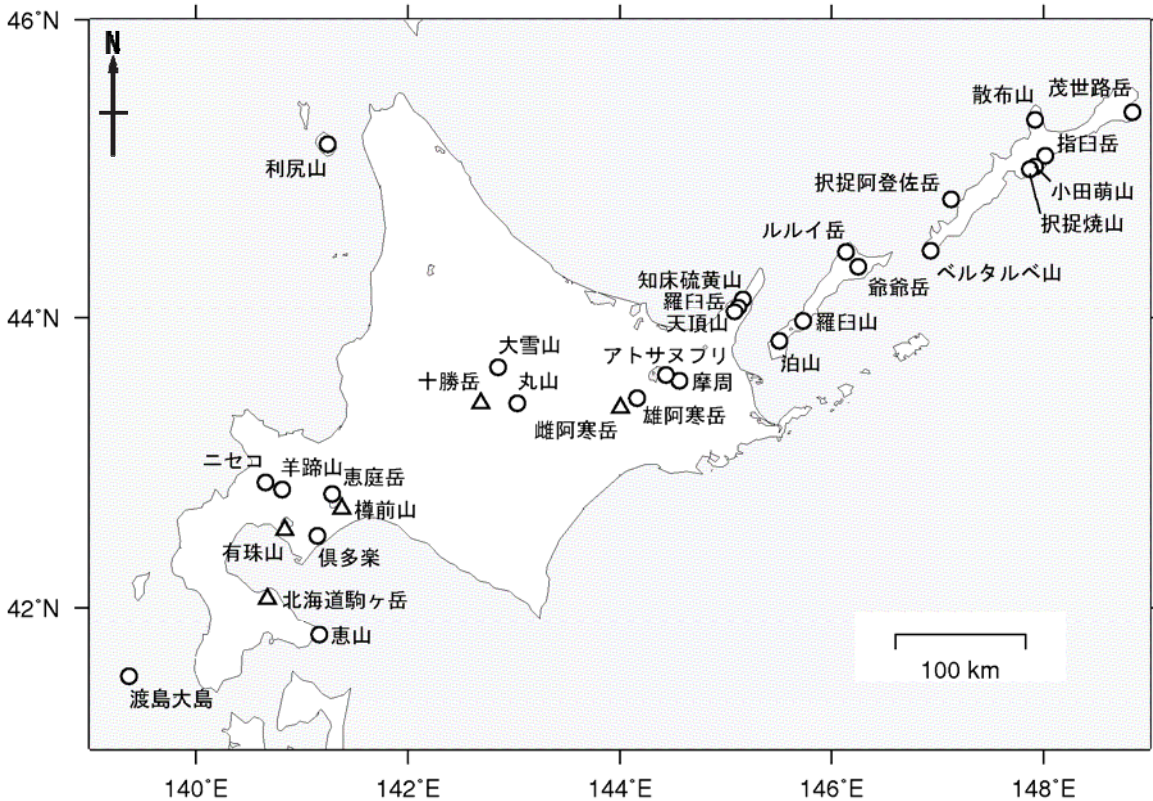 46°N
N
茂世路岳
散布山
指臼岳
利尻山
択捉阿登佐岳
小田萌山
択捉焼山
ルルイ岳
ベルタルベ山
知床硫黄山
爺爺岳
羅臼岳
44°N
天頂山
羅臼山
大雪山
アトサヌプリ
泊山
十勝岳
丸山
摩周
雌阿寒岳
雄阿寒岳
ニセコ
羊蹄山
恵庭岳
樽前山
有珠山
倶多楽
北海道駒ヶ岳
42°N
恵山
100 km
渡島大島
140°E
142°E
144°E
146°E
148°E